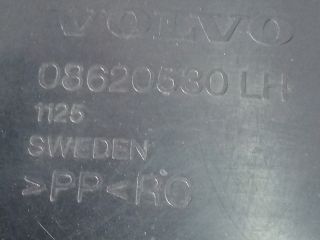 VOLVO
08620530 LH
1125
SWEDEN
>PP<RC